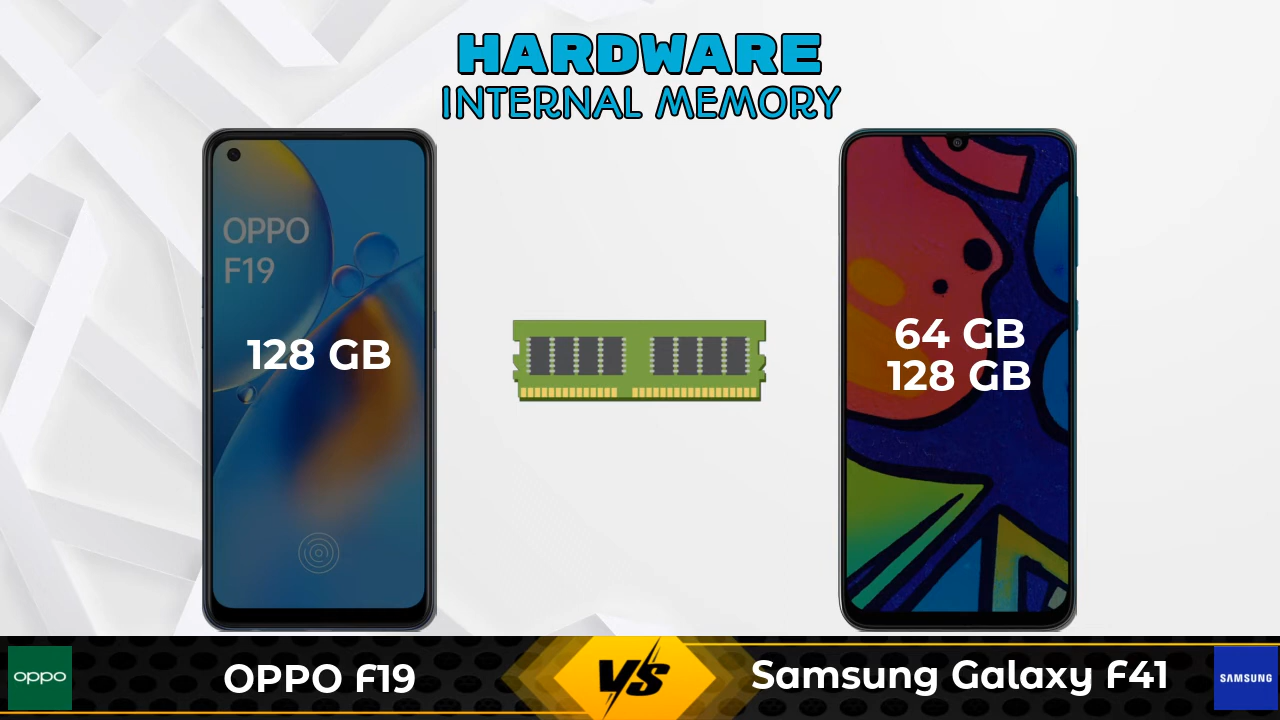 HARDWARE
INTERNAL MEMORY
OPPO
F19
128 GB
64 GB
128 GB
oppo
OPPO F19
VS
Samsung Galaxy F41
SAMSUNG